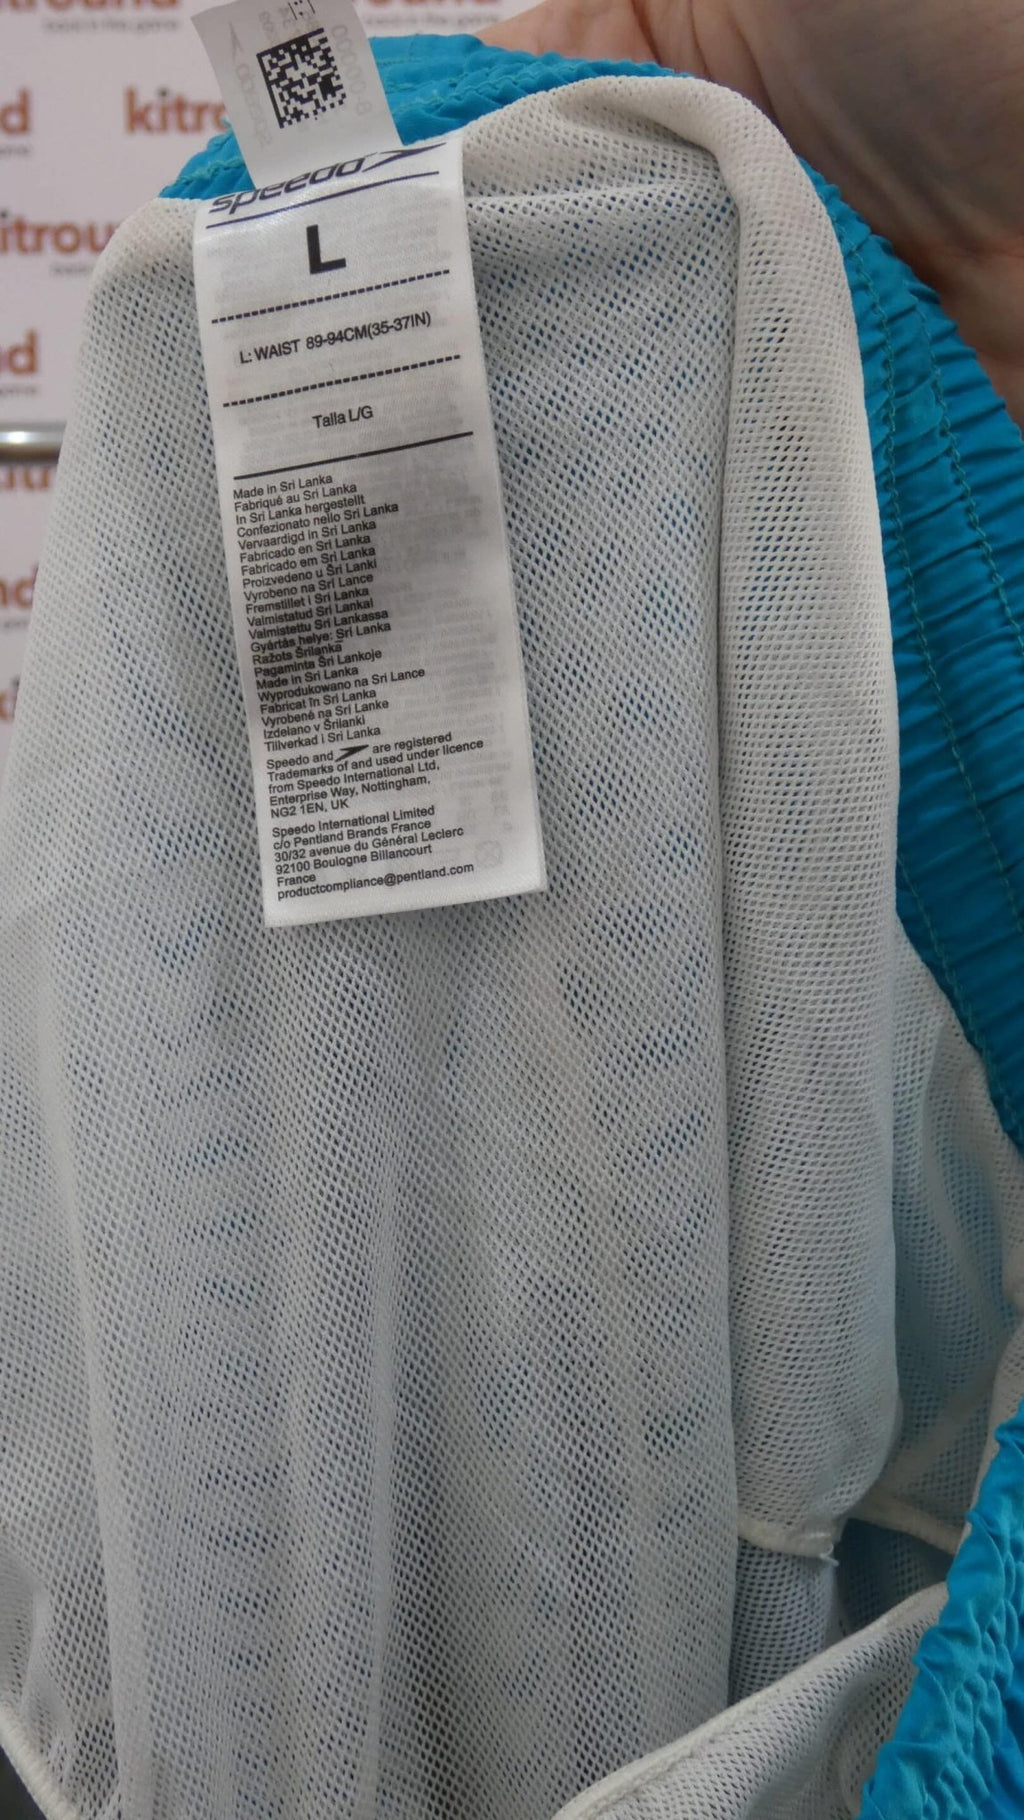 kitro
kitrou
nd
speedo
L
L: WAIST 89-94CM(35-37IN)
Talla L/G
Made in Sri Lanka
Fabriqué au Sri Lanka
In Sri Lanka hergestellt
Confezionato nello Sri Lanka
Vervaardigd in Sri Lanka
Fabricado en Sri Lanka
Fabricado em Sri Lanka
Proizvedeno u Šri Lanki
Vyrobeno na Srí Lance
Fremstillet i Sri Lanka
Valmistatud Sri Lankal
Valmistettu Sri Lankassa
Gyártás helye: Srí Lanka
Ražots Šrilankā
Pagaminta Šri Lankoje
Made in Sri Lanka
Wyprodukowano na Sri Lance
Fabricat în Sri Lanka
Vyrobené na Srí Lanke
Izdelano v Šrilanki
Tillverkad i Sri Lanka
Speedo and are registered
Trademarks of and used under licence
from Speedo International Ltd,
Enterprise Way, Nottingham,
NG2 1EN, UK
Speedo International Limited
c/o Pentland Brands France
30/32 avenue du Général Leclerc
92100 Boulogne Billancourt
France
productcompliance@pentland.com